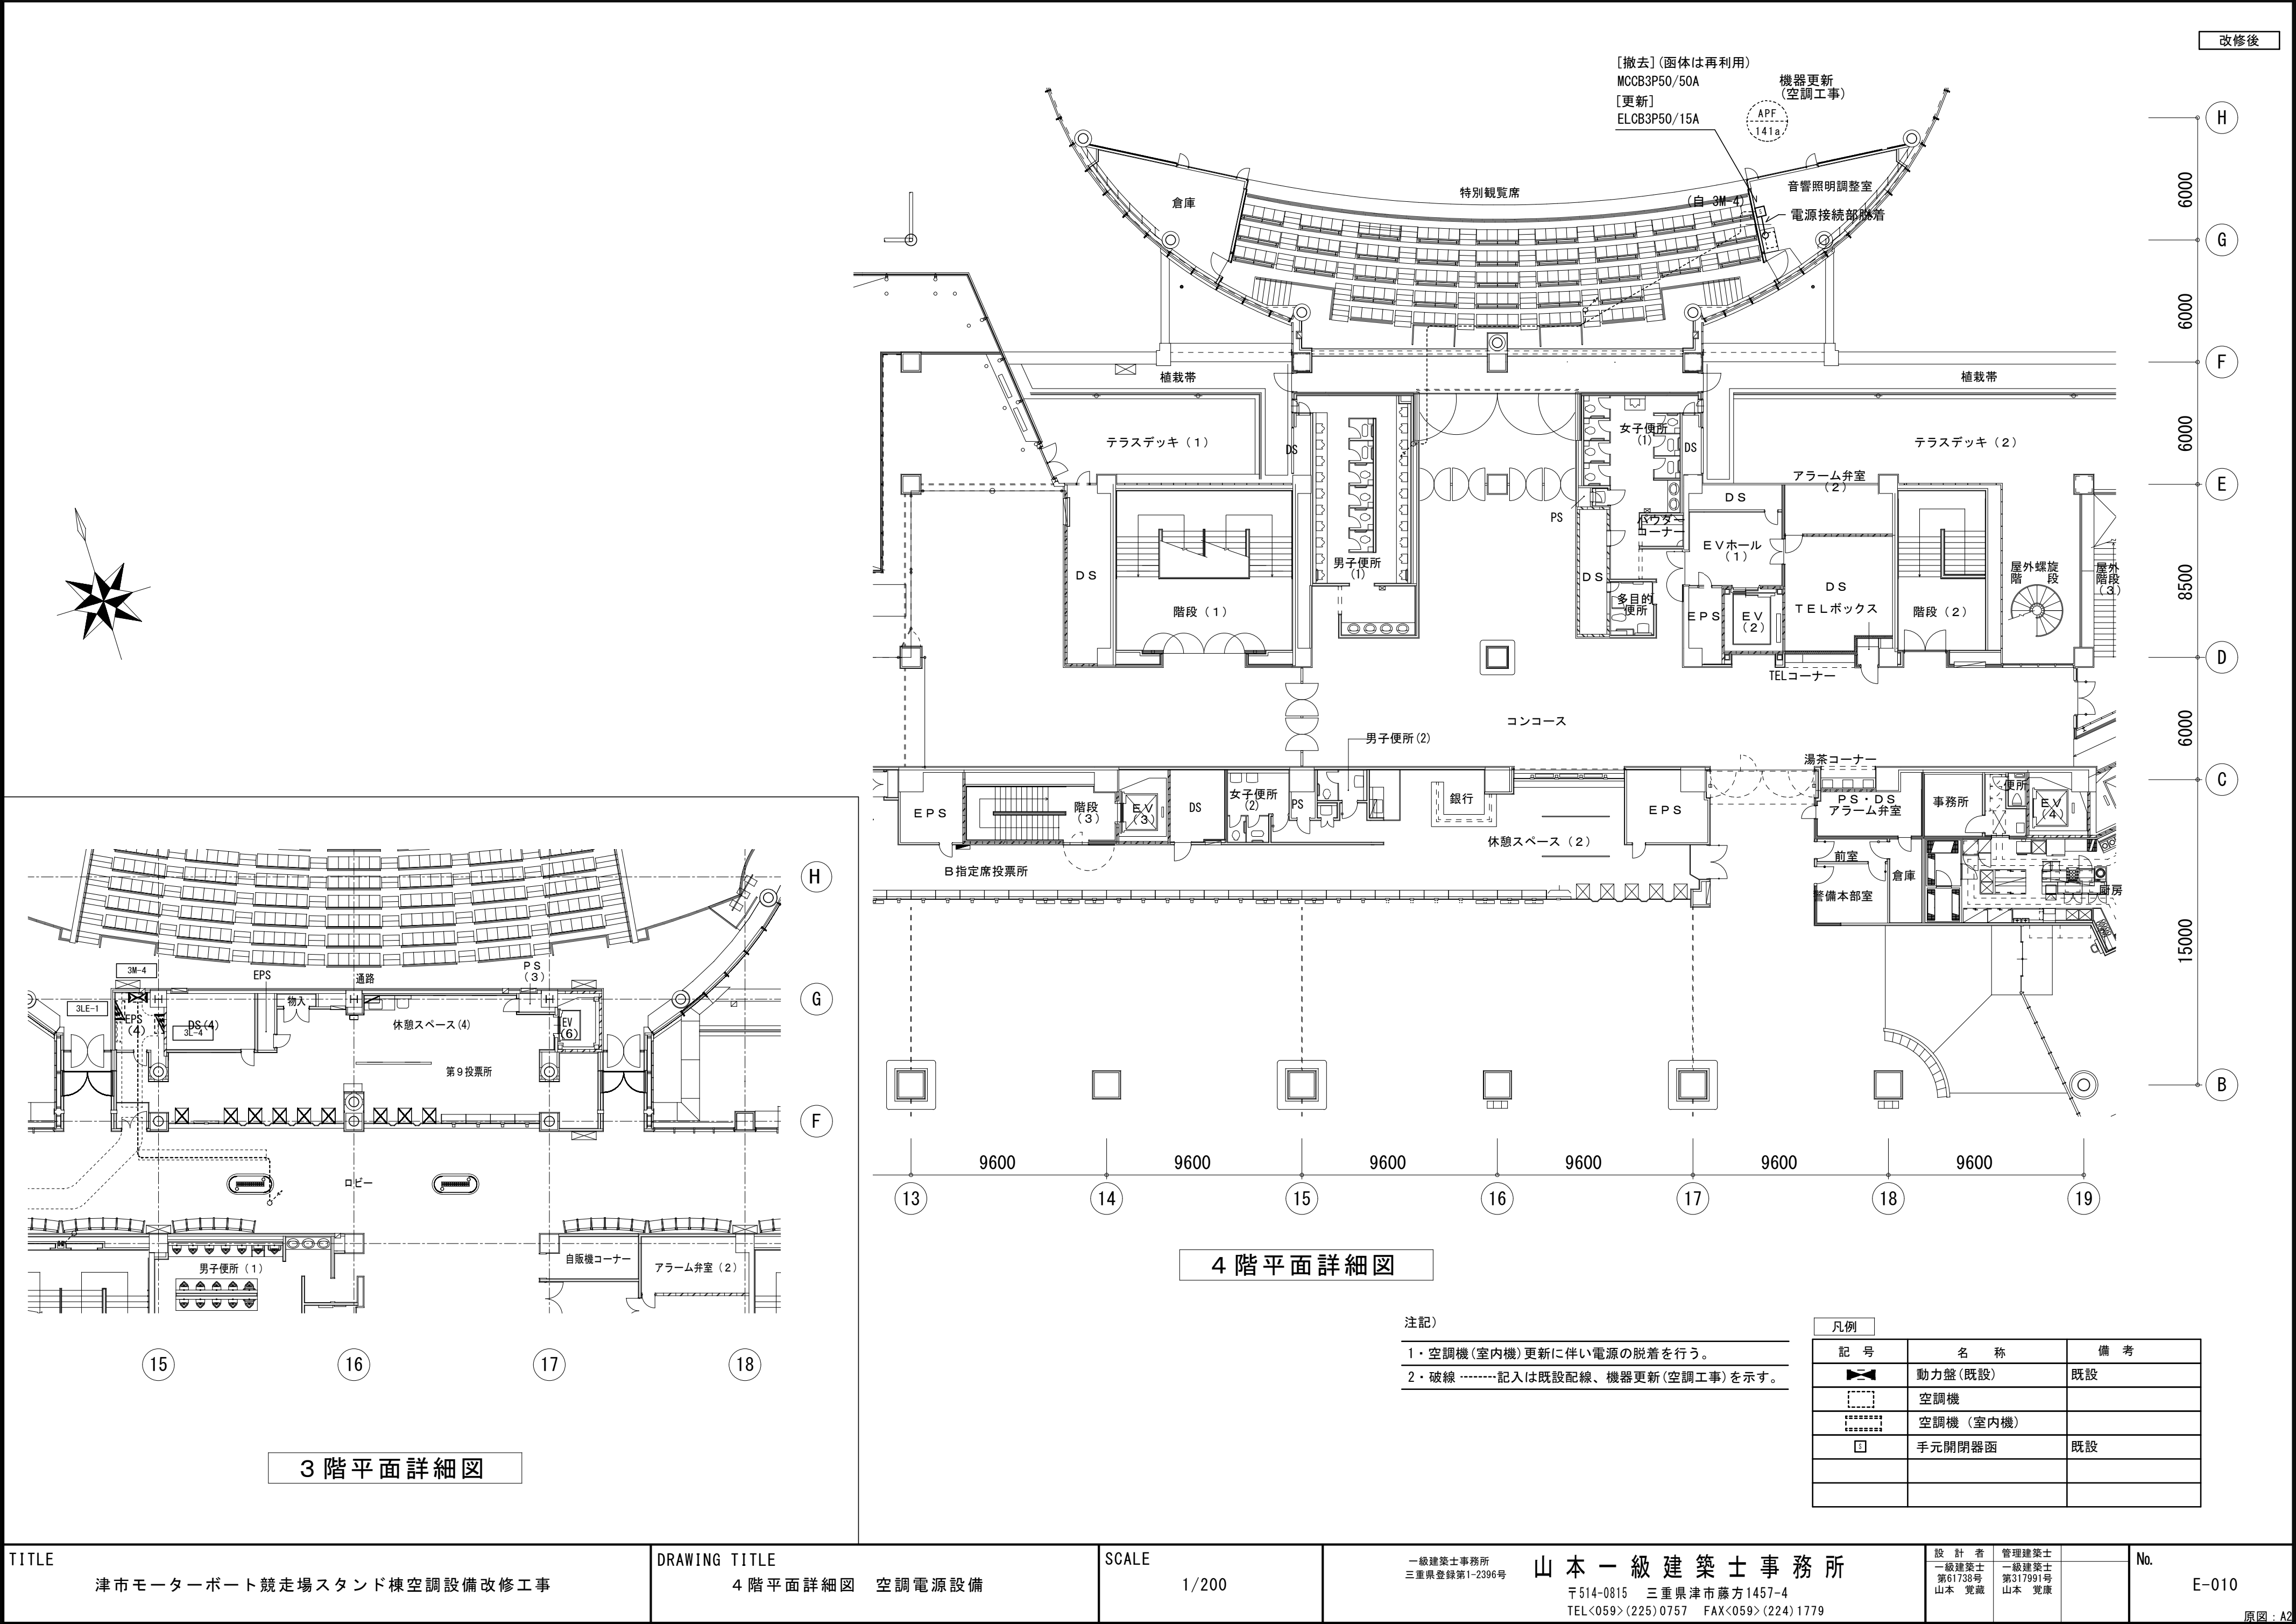 改修後
[撤去](函体は再利用)
MCCB3P50/50A
[更新]
ELCB3P50/15A
機器更新
(空調工事)
APF
141a
H
G
F
E
D
C
B
6000
6000
6000
8500
6000
15000
倉庫
特別観覧席
音響照明調整室
(自 3M-4)
電源接続部脱着
S
植栽帯
植栽帯
テラスデッキ（１）
テラスデッキ（２）
DS
女子便所
(1)
DS
アラーム弁室
（２）
ＤＳ
PS
パウダー
コーナー
ＥＶホール
（１）
男子便所
(1)
ＤＳ
ＤＳ
階段（１）
多目的
便所
ＥＰＳ
ＥＶ
（２）
ＤＳ
ＴＥＬボックス
階段（２）
屋外螺旋
階　段
屋外
階段
（３）
TELコーナー
コンコース
男子便所(2)
湯茶コーナー
ＥＰＳ
階段
（３）
ＥＶ
（３）
DS
女子便所
(2)
PS
銀行
ＥＰＳ
ＰＳ・ＤＳ
アラーム弁室
事務所
便所
ＥＶ
（４）
休憩スペース（２）
Ｂ指定席投票所
前室
倉庫
警備本部室
厨房
9600
9600
9600
9600
9600
9600
13
14
15
16
17
18
19
４階平面詳細図
H
G
F
3M-4
3LE-1
EPS
(4)
DS(4)
3L-4
EPS
物入
通路
ＰＳ
（３）
休憩スペース(4)
EV
(6)
第９投票所
ロビー
男子便所（１）
自販機コーナー
アラーム弁室（２）
15
16
17
18
３階平面詳細図
注記）
1・空調機(室内機)更新に伴い電源の脱着を行う。
2・破線 --------記入は既設配線、機器更新(空調工事)を示す。
凡例
記　号　名　称　備　考
動力盤(既設)　既設
空調機
空調機（室内機）
S　手元開閉器函　既設
TITLE
津市モーターボート競走場スタンド棟空調設備改修工事
DRAWING TITLE
４階平面詳細図　空調電源設備
SCALE
1/200
一級建築士事務所
三重県登録第1-2396号
山本一級建築士事務所
〒514-0815　三重県津市藤方1457-4
TEL<059>(225)0757　FAX<059>(224)1779
設　計　者
一級建築士
第61738号
山本　覚蔵
管理建築士
一級建築士
第317991号
山本　覚康
No.
E-010
原図：A2